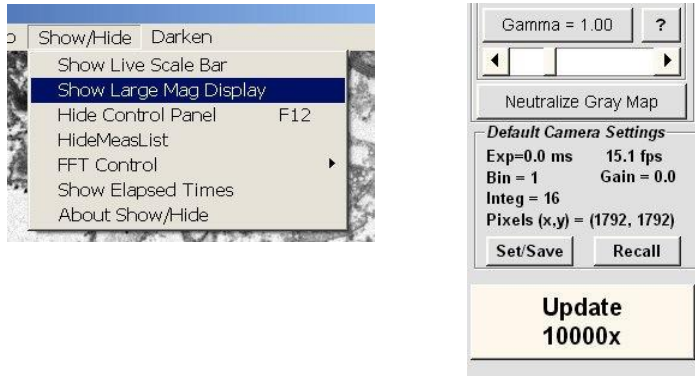 Show/Hide Darken
Show Live Scale Bar
Show Large Mag Display
Hide Control Panel F12
HideMeasList
FFT Control
Show Elapsed Times
About Show/Hide
Gamma = 1.00 ?
Neutralize Gray Map
Default Camera Settings
Exp=0.0 ms 15.1 fps
Bin = 1 Gain = 0.0
Integ = 16
Pixels (x,y) = (1792, 1792)
Set/Save Recall
Update
10000x